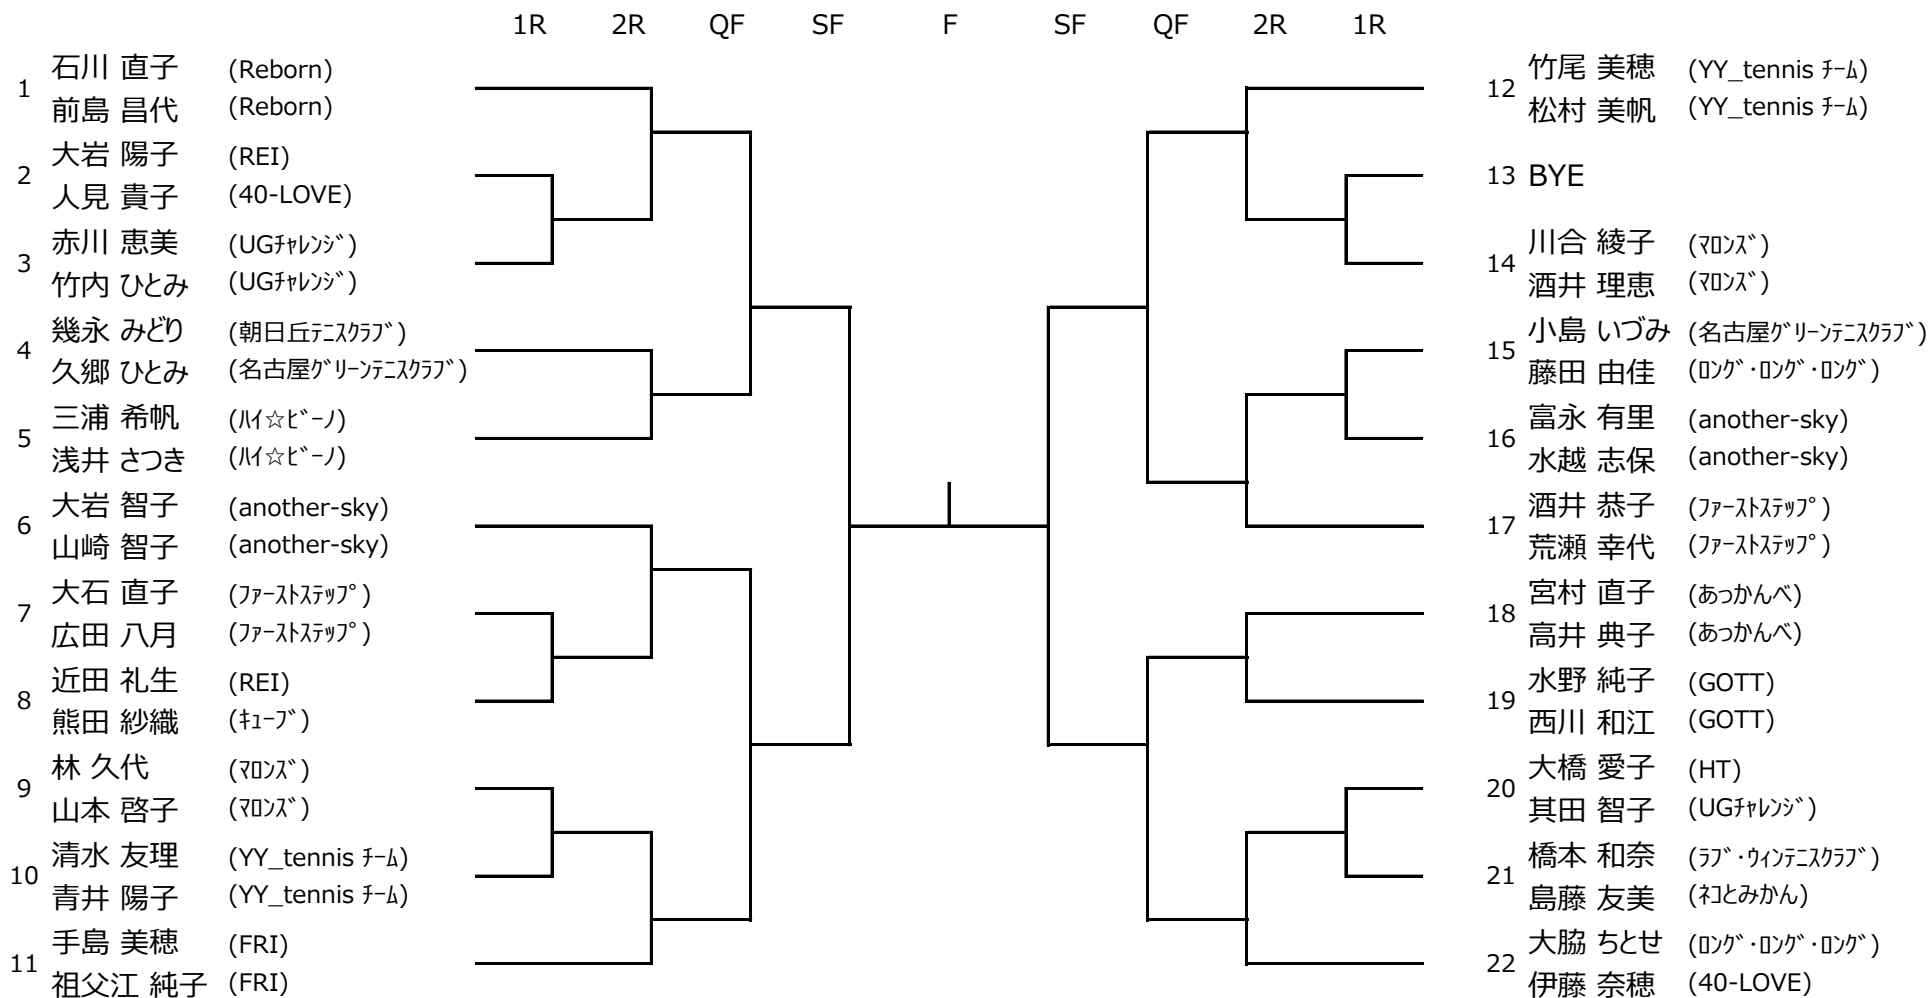 1R 2R QF SF F SF QF 2R 1R
1
石川 直子 (Reborn)
前島 昌代 (Reborn)
2
大岩 陽子 (REI)
人見 貴子 (40-LOVE)
3
赤川 恵美 (UGﾁｬﾚﾝｼﾞ)
竹内 ひとみ (UGﾁｬﾚﾝｼﾞ)
4
幾永 みどり (朝日丘ﾃﾆｽｸﾗﾌﾞ)
久郷 ひとみ (名古屋ｸﾞﾘｰﾝﾃﾆｽｸﾗﾌﾞ)
5
三浦 希帆 (ﾊｲ☆ﾋﾞｰﾉ)
浅井 さつき (ﾊｲ☆ﾋﾞｰﾉ)
6
大岩 智子 (another-sky)
山崎 智子 (another-sky)
7
大石 直子 (ﾌｧｰｽﾄｽﾃｯﾌﾟ)
広田 八月 (ﾌｧｰｽﾄｽﾃｯﾌﾟ)
8
近田 礼生 (REI)
熊田 紗織 (ｷｭｰﾌﾞ)
9
林 久代 (ﾏﾛﾝｽﾞ)
山本 啓子 (ﾏﾛﾝｽﾞ)
10
清水 友理 (YY_tennis ﾁｰﾑ)
青井 陽子 (YY_tennis ﾁｰﾑ)
11
手島 美穂 (FRI)
祖父江 純子 (FRI)
12
竹尾 美穂 (YY_tennis ﾁｰﾑ)
松村 美帆 (YY_tennis ﾁｰﾑ)
13 BYE
14
川合 綾子 (ﾏﾛﾝｽﾞ)
酒井 理恵 (ﾏﾛﾝｽﾞ)
15
小島 いづみ (名古屋ｸﾞﾘｰﾝﾃﾆｽｸﾗﾌﾞ)
藤田 由佳 (ﾛﾝｸﾞ･ﾛﾝｸﾞ･ﾛﾝｸﾞ)
16
富永 有里 (another-sky)
水越 志保 (another-sky)
17
酒井 恭子 (ﾌｧｰｽﾄｽﾃｯﾌﾟ)
荒瀬 幸代 (ﾌｧｰｽﾄｽﾃｯﾌﾟ)
18
宮村 直子 (あっかんべ)
高井 典子 (あっかんべ)
19
水野 純子 (GOTT)
西川 和江 (GOTT)
20
大橋 愛子 (HT)
其田 智子 (UGﾁｬﾚﾝｼﾞ)
21
橋本 和奈 (ﾗﾌﾞ･ｳｨﾝﾃﾆｽｸﾗﾌﾞ)
島藤 友美 (ﾈｺとみかん)
22
大脇 ちとせ (ﾛﾝｸﾞ･ﾛﾝｸﾞ･ﾛﾝｸﾞ)
伊藤 奈穂 (40-LOVE)